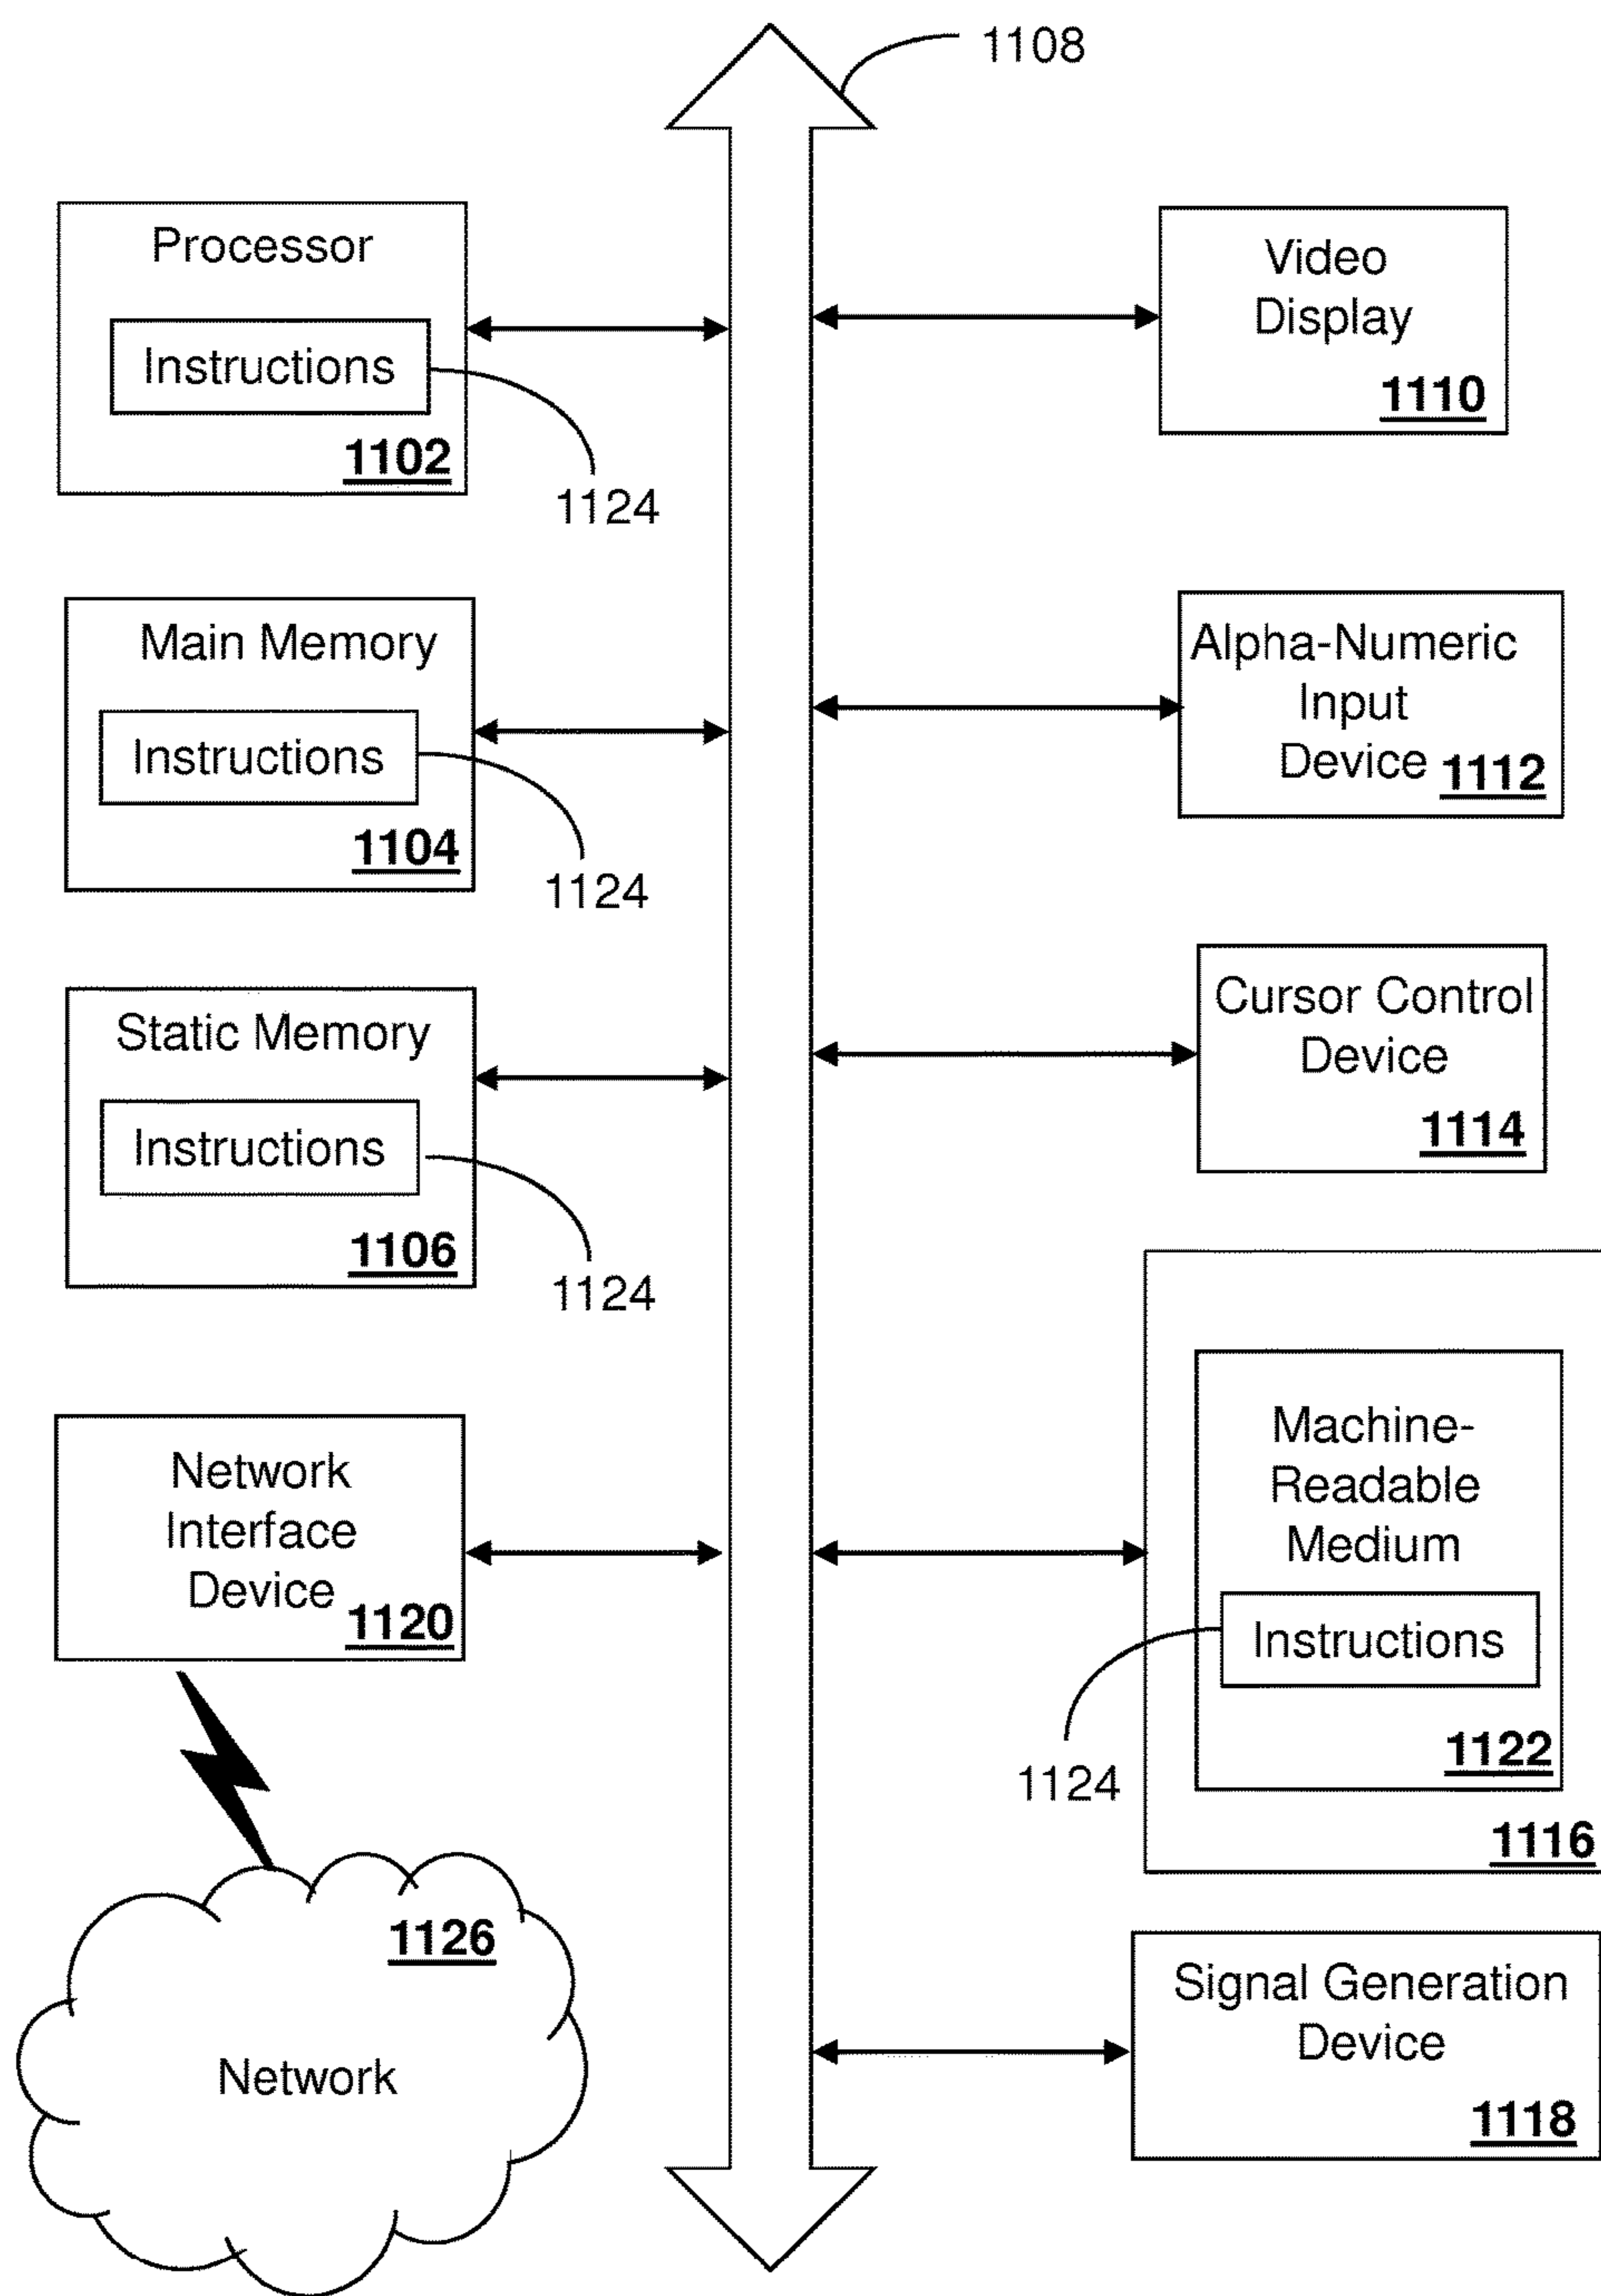 1108
Processor
Instructions
1102
1124
Main Memory
Instructions
1104
1124
Static Memory
Instructions
1106
1124
Network
Interface
Device
1120
1126
Network
Video
Display
1110
Alpha-Numeric
Input
Device 1112
Cursor Control
Device
1114
Machine-
Readable
Medium
Instructions
1122
1124
1116
Signal Generation
Device
1118